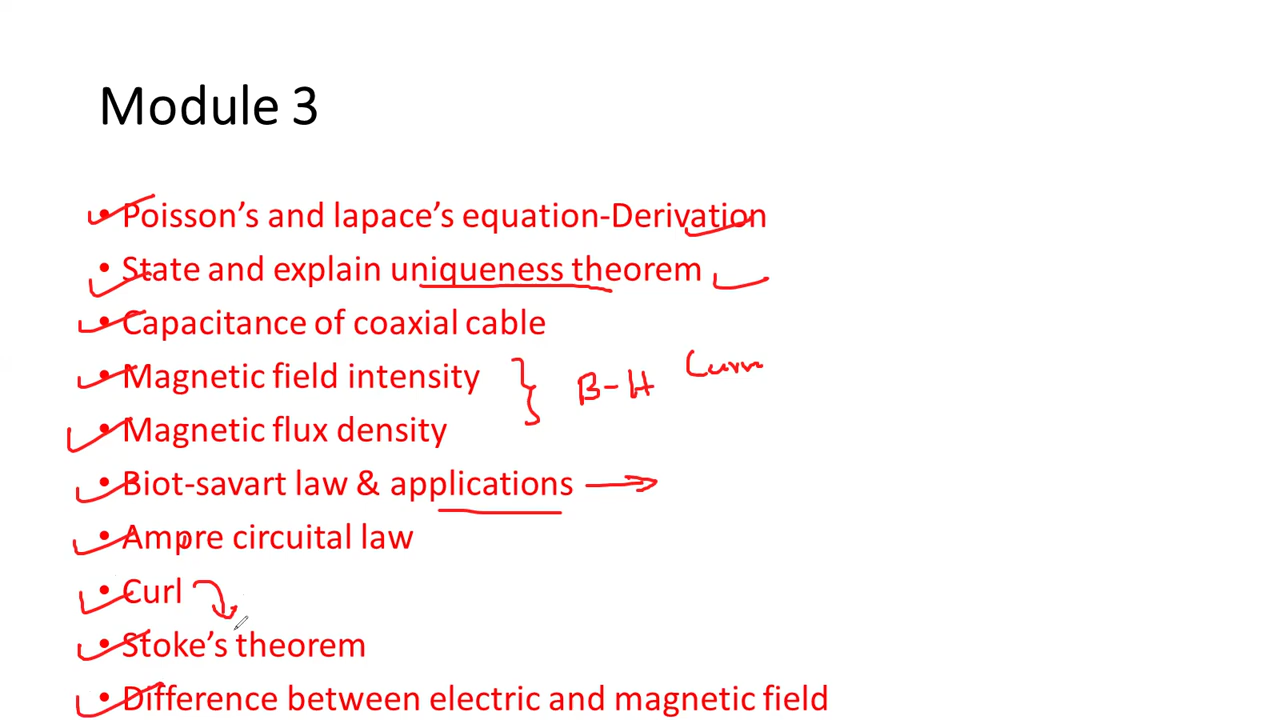 Module 3
• Poisson's and lapace's equation-Derivation
• State and explain uniqueness theorem
• Capacitance of coaxial cable
• Magnetic field intensity
B-H Curve
• Magnetic flux density
• Biot-savart law & applications
• Ampre circuital law
• Curl
• Stoke's theorem
• Difference between electric and magnetic field